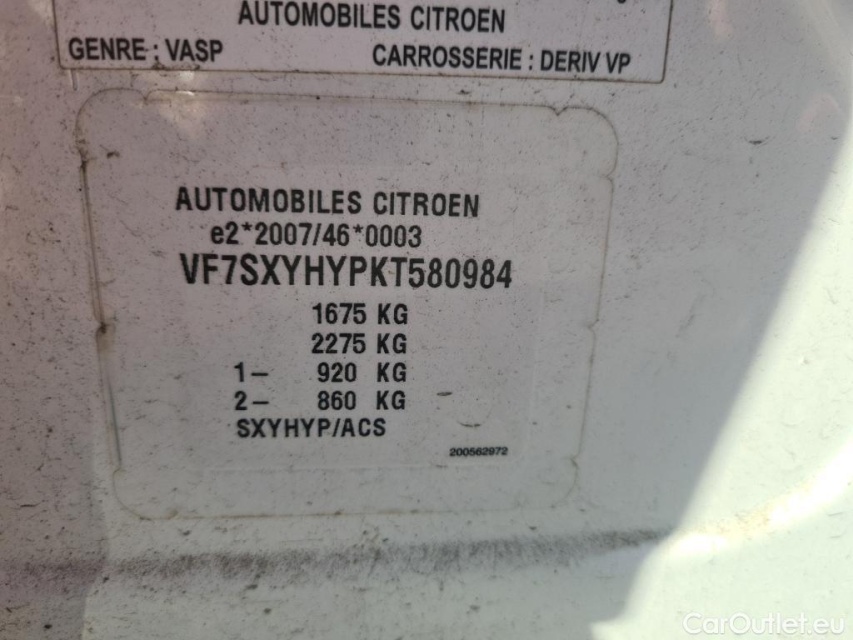 AUTOMOBILES CITROEN
GENRE : VASP CARROSSERIE : DERIV VP
AUTOMOBILES CITROEN
e2*2007/46*0003
VF7SXYHYPKT580984
1675 KG
2275 KG
1– 920 KG
2– 860 KG
SXYHYP/ACS
200562972
CarOutlet.eu